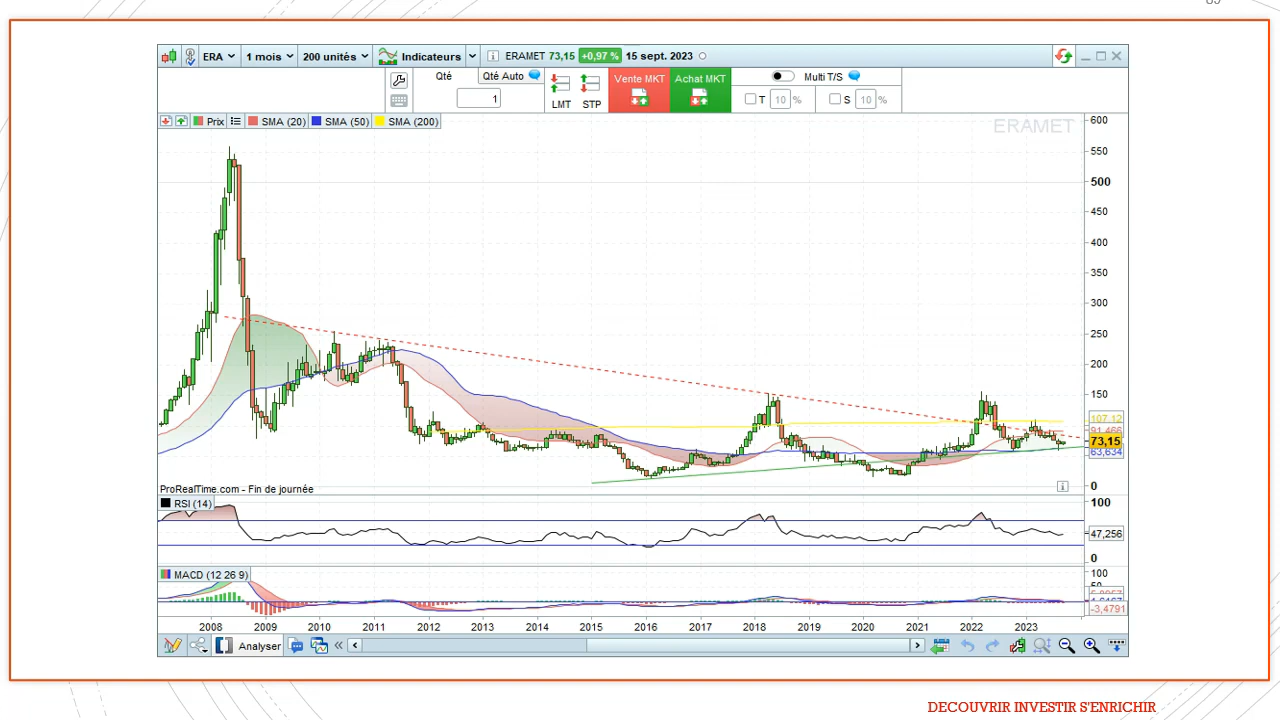 ERA 1 mois 200 unités Indicateurs ERAMET 73,15 +0,97 % 15 sept. 2023
Qté Qté Auto Vente MKT Achat MKT Multi T/S
1 LMT STP T 10 % S 10 %
Prix SMA (20) SMA (50) SMA (200)
ERAMET
600
550
500
450
400
350
300
250
200
150
107,12
91,466
73,15
63,634
0
ProRealTime.com - Fin de journée
RSI (14)
100
47,256
0
MACD (12 26 9)
100
50
-3,4791
2008 2009 2010 2011 2012 2013 2014 2015 2016 2017 2018 2019 2020 2021 2022 2023
Analyser
DECOUVRIR INVESTIR S'ENRICHIR